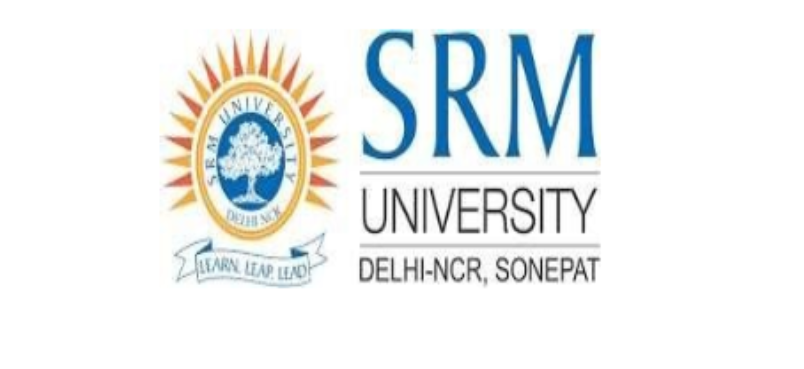 SRM UNIVERSITY
DELHI NCR
LEARN, LEAP, LEAD
SRM
UNIVERSITY
DELHI-NCR, SONEPAT